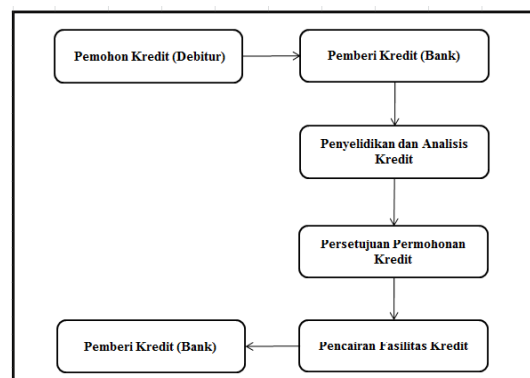 Pemohon Kredit (Debitur)
Pemberi Kredit (Bank)
Penyelidikan dan Analisis
Kredit
Persetujuan Permohonan
Kredit
Pencairan Fasilitas Kredit
Pemberi Kredit (Bank)